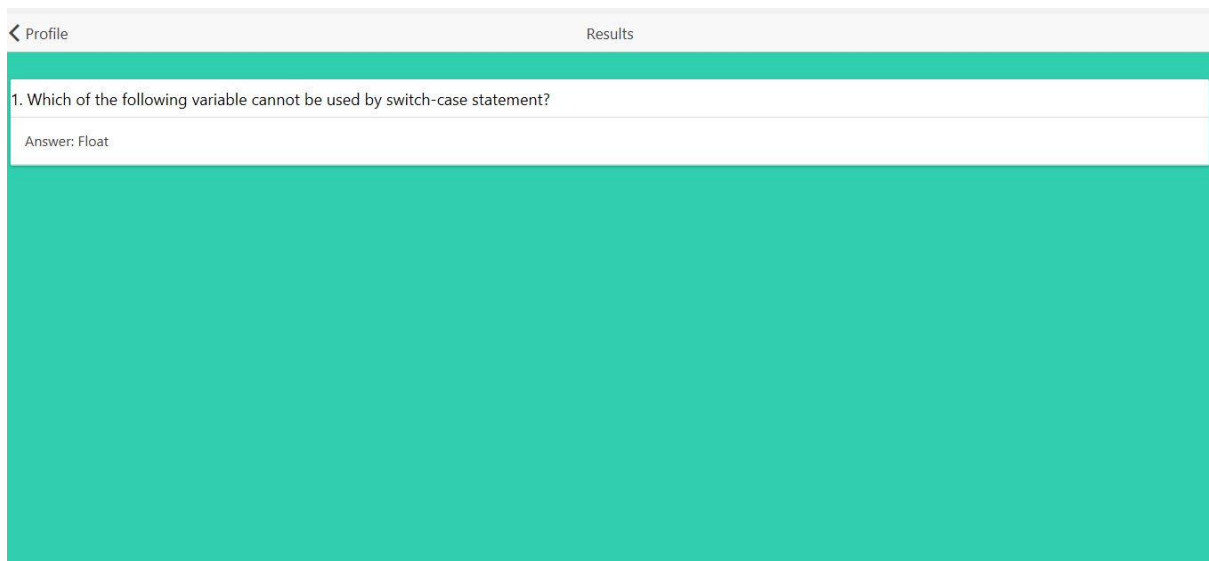 Profile
Results
1. Which of the following variable cannot be used by switch-case statement?
Answer: Float